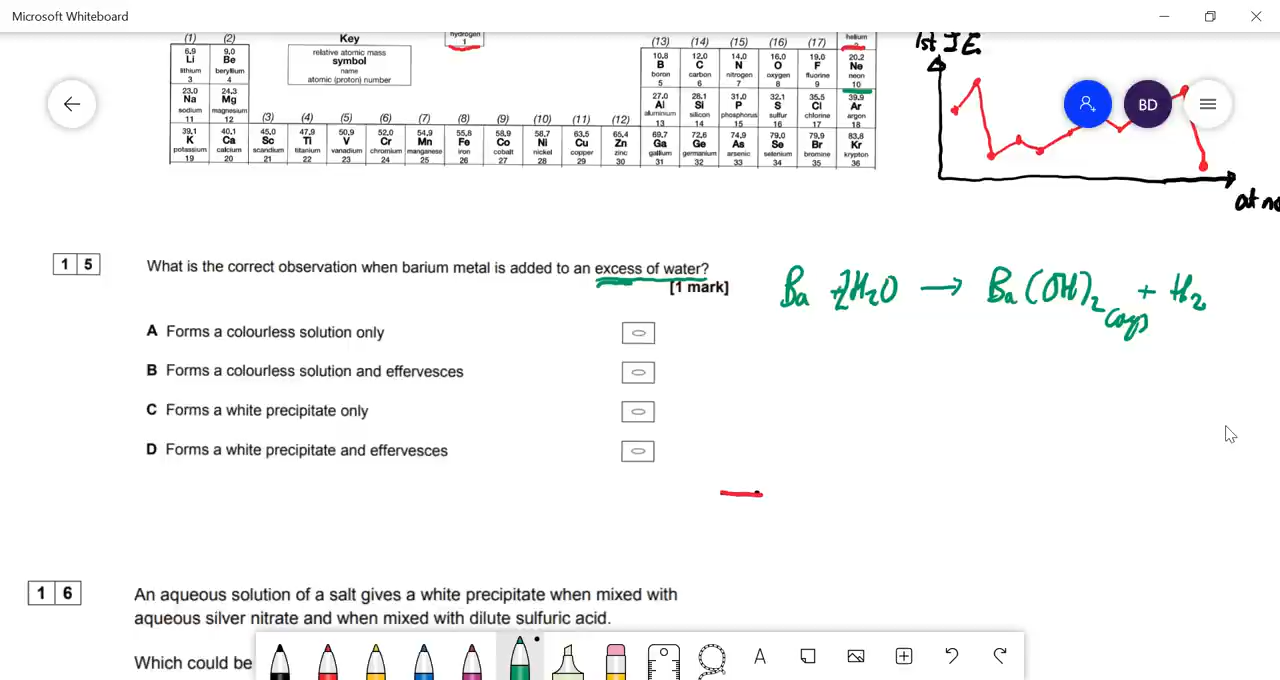 Microsoft Whiteboard
(1) (2) Key hydrogen 1 (13) (14) (15) (16) (17) helium 2
6.9 9.0 relative atomic mass 10.8 12.0 14.0 16.0 19.0 20.2
Li Be symbol B C N O F Ne
lithium beryllium name boron carbon nitrogen oxygen fluorine neon
3 4 atomic (proton) number 5 6 7 8 9 10
23.0 24.3 27.0 28.1 31.0 32.1 35.5 39.9
Na Mg Al Si P S Cl Ar
sodium magnesium aluminium silicon phosphorus sulfur chlorine argon
11 12 (3) (4) (5) (6) (7) (8) (9) (10) (11) (12) 13 14 15 16 17 18
39.1 40.1 45.0 47.9 50.9 52.0 54.9 55.8 58.9 58.7 63.5 65.4 69.7 72.6 74.9 79.0 79.9 83.8
K Ca Sc Ti V Cr Mn Fe Co Ni Cu Zn Ga Ge As Se Br Kr
potassium calcium scandium titanium vanadium chromium manganese iron cobalt nickel copper zinc gallium germanium arsenic selenium bromine krypton
19 20 21 22 23 24 25 26 27 28 29 30 31 32 33 34 35 36
1st I.E.
BD
at no
1 5 What is the correct observation when barium metal is added to an excess of water?
[1 mark]
Ba + 2H2O → Ba(OH)2 (aq) + H2
A Forms a colourless solution only
B Forms a colourless solution and effervesces
C Forms a white precipitate only
D Forms a white precipitate and effervesces
1 6 An aqueous solution of a salt gives a white precipitate when mixed with
aqueous silver nitrate and when mixed with dilute sulfuric acid.
Which could be
A